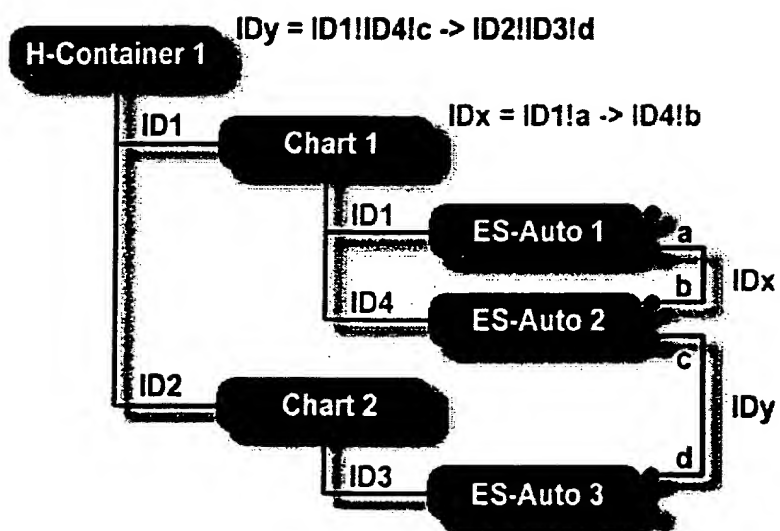 IDy = ID1!ID4!c -> ID2!ID3!d
H-Container 1
ID1
IDx = ID1!a -> ID4!b
Chart 1
ID1
ES-Auto 1
a
IDx
b
ID4
ES-Auto 2
c
ID2
Chart 2
IDy
d
ID3
ES-Auto 3